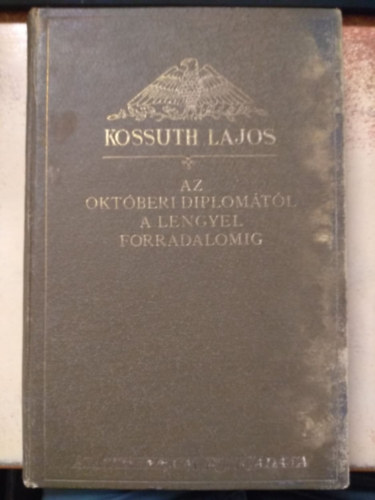 KOSSUTH LAJOS
AZ
OKTÓBERI DIPLOMÁTÓL
A LENGYEL
FORRADALOMIG